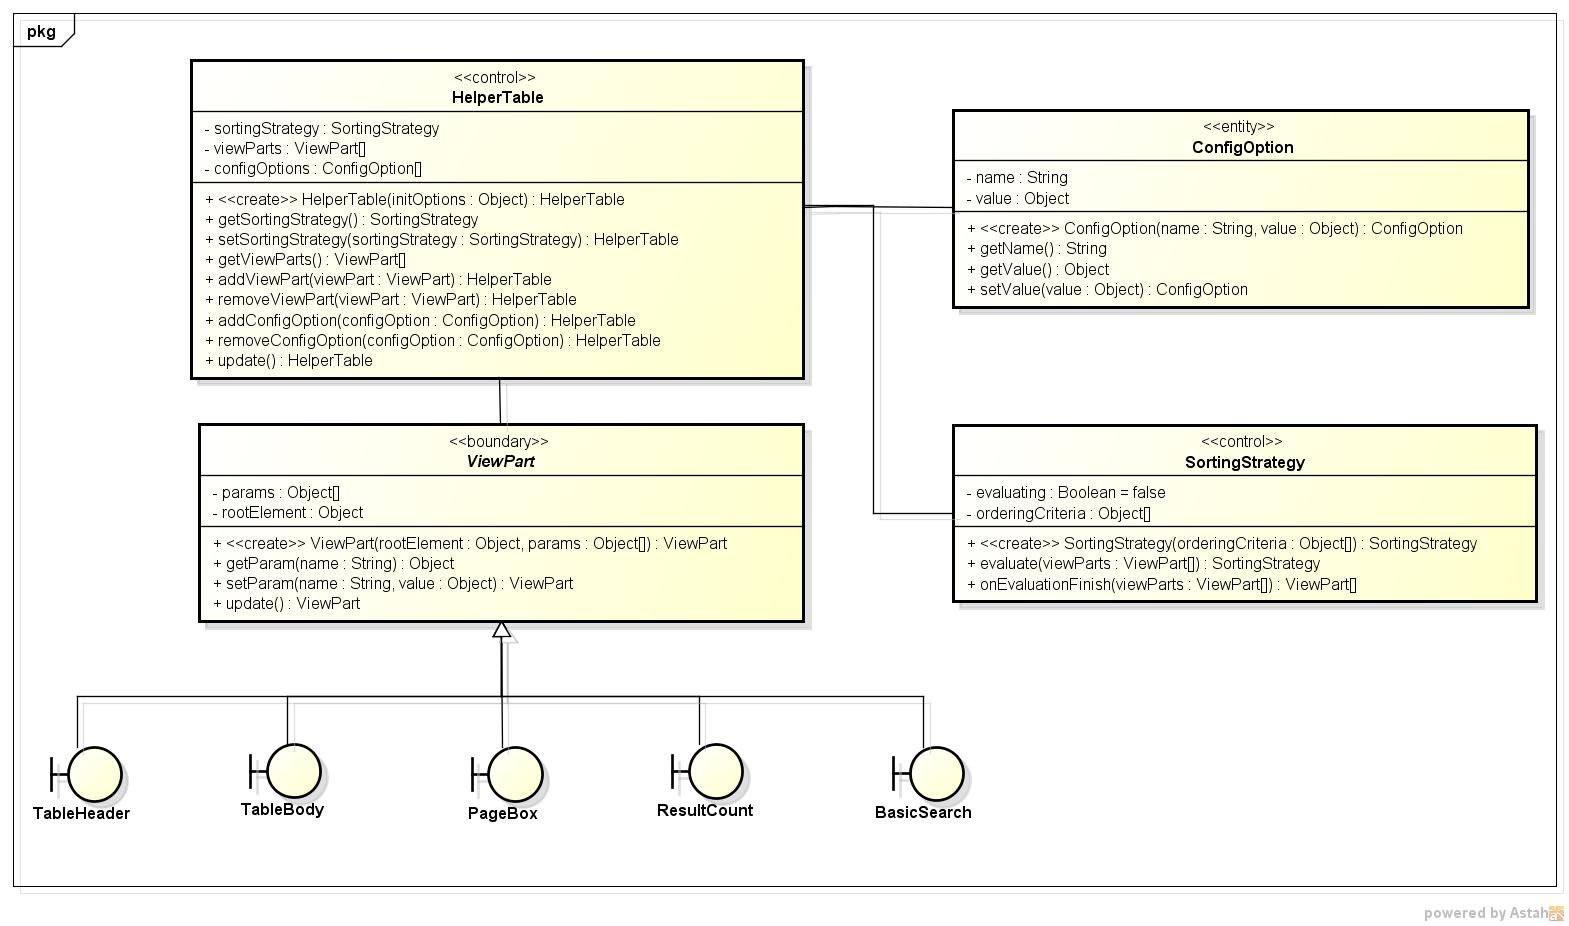 pkg
<<control>>
HelperTable
- sortingStrategy : SortingStrategy
- viewParts : ViewPart[]
- configOptions : ConfigOption[]
+ <<create>> HelperTable(initOptions : Object) : HelperTable
+ getSortingStrategy() : SortingStrategy
+ setSortingStrategy(sortingStrategy : SortingStrategy) : HelperTable
+ getViewParts() : ViewPart[]
+ addViewPart(viewPart : ViewPart) : HelperTable
+ removeViewPart(viewPart : ViewPart) : HelperTable
+ addConfigOption(configOption : ConfigOption) : HelperTable
+ removeConfigOption(configOption : ConfigOption) : HelperTable
+ update() : HelperTable
<<entity>>
ConfigOption
- name : String
- value : Object
+ <<create>> ConfigOption(name : String, value : Object) : ConfigOption
+ getName() : String
+ getValue() : Object
+ setValue(value : Object) : ConfigOption
<<boundary>>
ViewPart
- params : Object[]
- rootElement : Object
+ <<create>> ViewPart(rootElement : Object, params : Object[]) : ViewPart
+ getParam(name : String) : Object
+ setParam(name : String, value : Object) : ViewPart
+ update() : ViewPart
<<control>>
SortingStrategy
- evaluating : Boolean = false
- orderingCriteria : Object[]
+ <<create>> SortingStrategy(orderingCriteria : Object[]) : SortingStrategy
+ evaluate(viewParts : ViewPart[]) : SortingStrategy
+ onEvaluationFinish(viewParts : ViewPart[]) : ViewPart[]
TableHeader
TableBody
PageBox
ResultCount
BasicSearch
powered by Astah